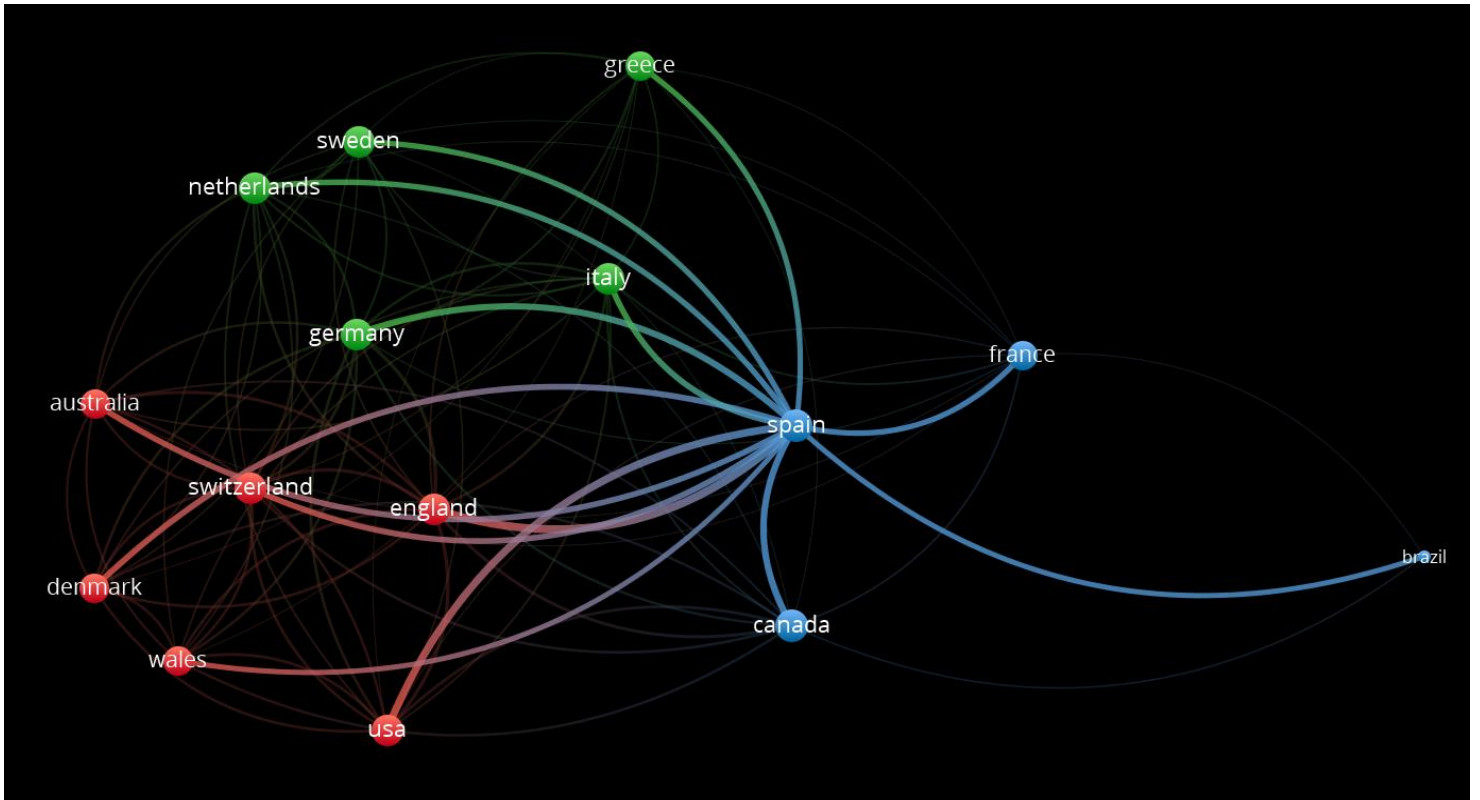 greece
sweden
netherlands
italy
germany
france
australia
spain
switzerland
england
brazil
denmark
canada
wales
usa